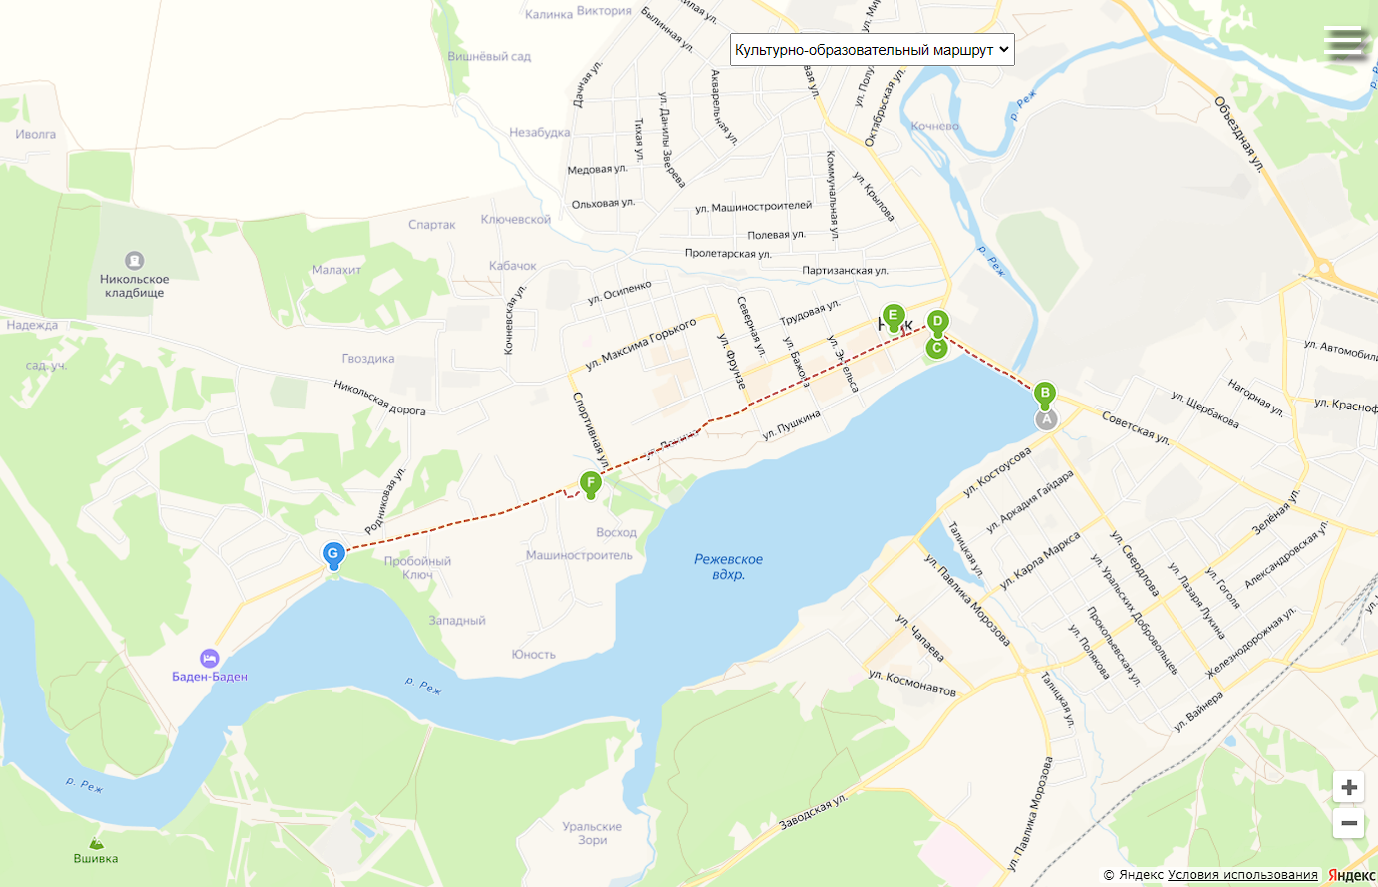 Калинка
Виктория
Былинная ул.
Культурно-образовательный маршрут
Вишнёвый сад
Дачная ул.
Акварельная ул.
ул. Данилы Зверева
Тихая ул.
Октябрьская ул.
р. Реж
Объездная ул.
Кочнево
Иволга
Незабудка
Медовая ул.
Ольховая ул.
ул. Машиностроителей
Коммунальная ул.
ул. Крылова
Спартак
Ключевской
Полевая ул.
Пролетарская ул.
Партизанская ул.
р. Реж
Малахит
Кабачок
Никольское
кладбище
ул. Осипенко
Кочневская ул.
Северная ул.
Трудовая ул.
Надежда
сад. уч.
Гвоздика
ул. Максима Горького
ул. Фрунзе
ул. Бажова
ул. Энгельса
E
D
C
B
A
Никольская дорога
Спортивная ул.
ул. Пушкина
Советская ул.
ул. Щербакова
Нагорная ул.
ул. Автомобили
ул. Красноф
Родниковая ул.
F
G
Восход
Машиностроитель
Пробойный
Ключ
Западный
Юность
Режевское
вдхр.
ул. Костоусова
ул. Аркадия Гайдара
ул. Карла Маркса
Талицкая ул.
ул. Павлика Морозова
ул. Свердлова
ул. Уральских Добровольцев
ул. Лазаря Лукина
ул. Гоголя
Зелёная ул.
Александровская ул.
Прокопьевская ул.
ул. Полякова
Железнодорожная ул.
ул. Вайнера
ул. Чапаева
ул. Космонавтов
Талицкая ул.
Баден-Баден
р. Реж
р. Реж
Вшивка
Уральские
Зори
Заводская ул.
ул. Павлика Морозова
© Яндекс Условия использования
Яндекс